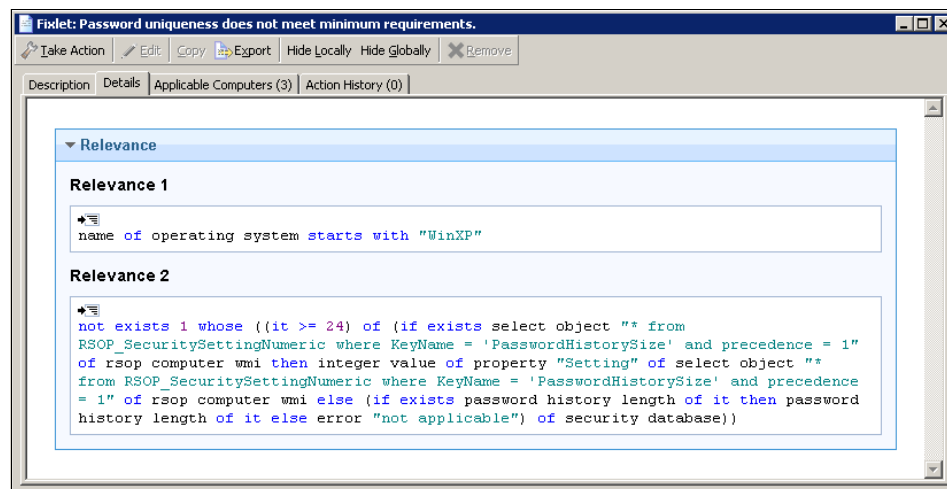 Fixlet: Password uniqueness does not meet minimum requirements.
Take Action Edit Copy Export Hide Locally Hide Globally Remove
Description Details Applicable Computers (3) Action History (0)
Relevance
Relevance 1
name of operating system starts with "WinXP"
Relevance 2
not exists 1 whose ((it >= 24) of (if exists select object "* from
RSOP_SecuritySettingNumeric where KeyName = 'PasswordHistorySize' and precedence = 1"
of rsop computer wmi then integer value of property "Setting" of select object "*
from RSOP_SecuritySettingNumeric where KeyName = 'PasswordHistorySize' and precedence
= 1" of rsop computer wmi else (if exists password history length of it then password
history length of it else error "not applicable") of security database))